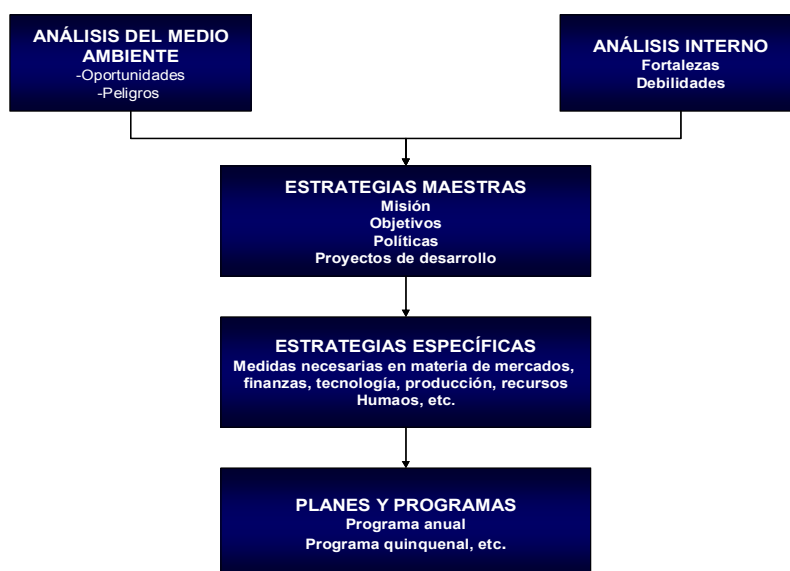 ANÁLISIS DEL MEDIO
AMBIENTE
-Oportunidades
-Peligros
ANÁLISIS INTERNO
Fortalezas
Debilidades
ESTRATEGIAS MAESTRAS
Misión
Objetivos
Políticas
Proyectos de desarrollo
ESTRATEGIAS ESPECÍFICAS
Medidas necesarias en materia de mercados,
finanzas, tecnología, producción, recursos
Humaos, etc.
PLANES Y PROGRAMAS
Programa anual
Programa quinquenal, etc.